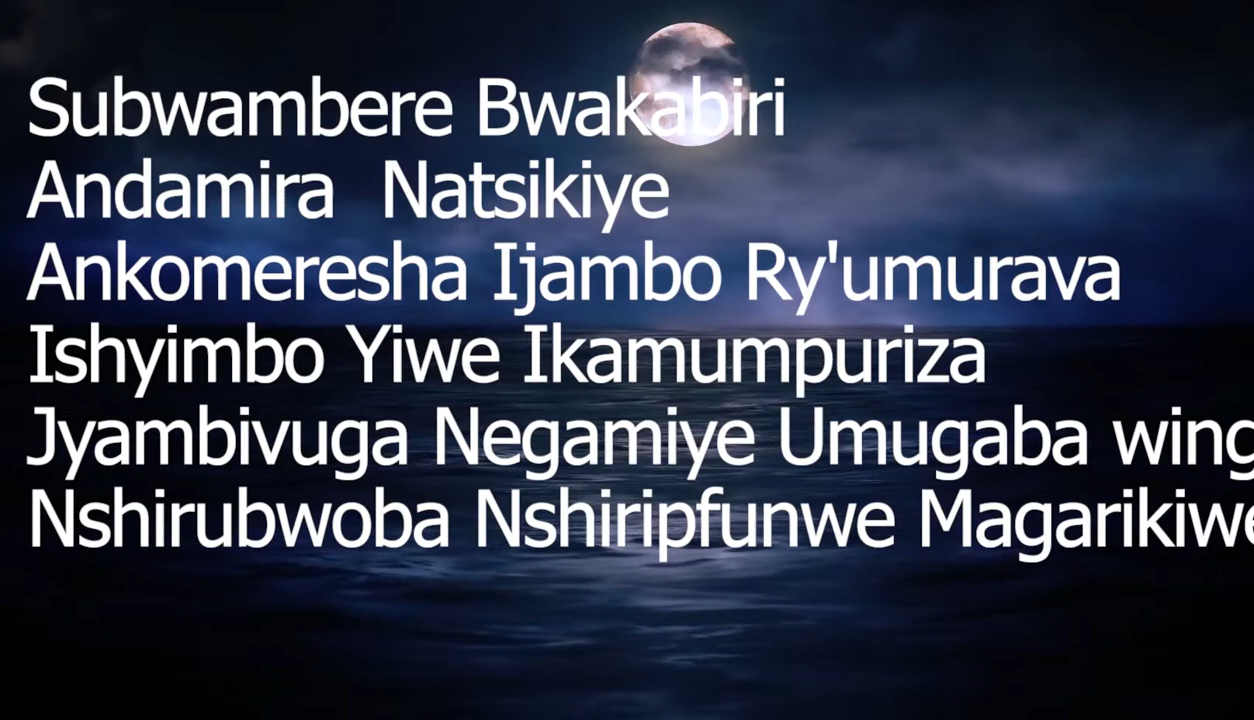 Subwambere Bwakabiri
Andamira Natsikiye
Ankomeresha Ijambo Ry'umurava
Ishyimbo Yiwe Ikamumpuriza
Jyambivuga Negamiye Umugaba
Nshirubwoba Nshiripfunwe